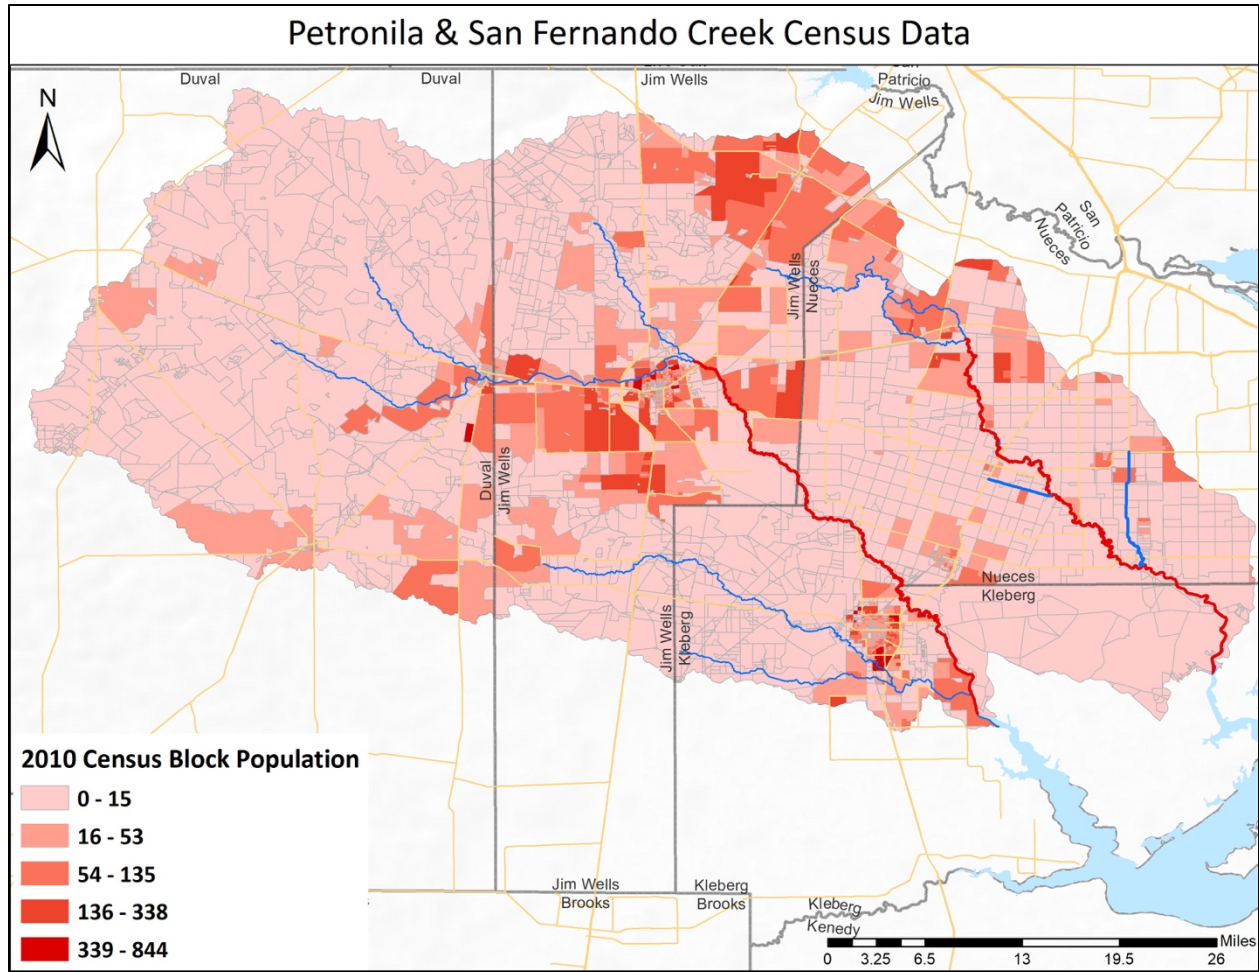 Petronila & San Fernando Creek Census Data
Duval
Duval
Jim Wells
San
Patricio
Jim Wells
N
San
Patricio
Nueces
Jim Wells
Nueces
Duval
Jim Wells
Nueces
Kleberg
Jim Wells
Kleberg
2010 Census Block Population
0 - 15
16 - 53
54 - 135
136 - 338
339 - 844
Jim Wells
Brooks
Kleberg
Brooks
Kleberg
Kenedy
Miles
0 3.25 6.5 13 19.5 26